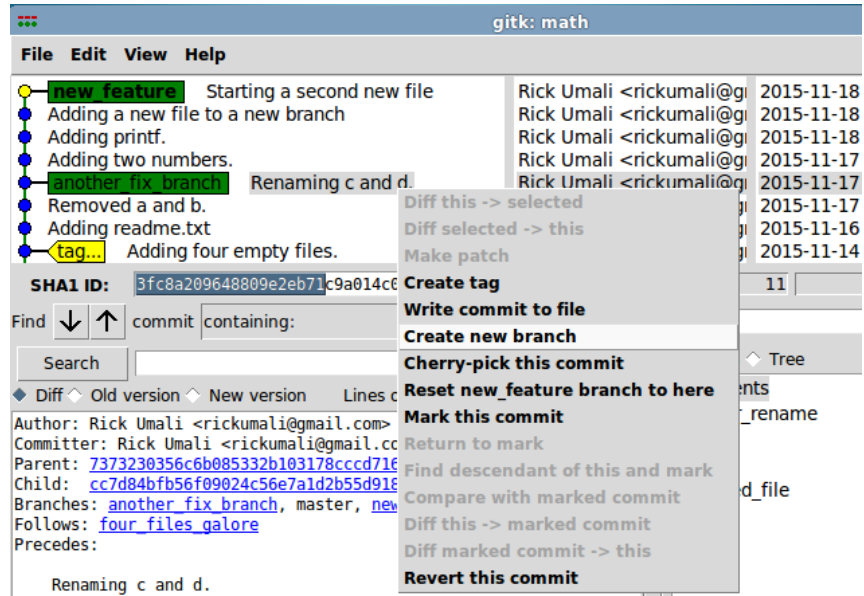 gitk: math
File Edit View Help
new_feature Starting a second new file Rick Umali <rickumali@g 2015-11-18
Adding a new file to a new branch Rick Umali <rickumali@g 2015-11-18
Adding printf. Rick Umali <rickumali@g 2015-11-18
Adding two numbers. Rick Umali <rickumali@g 2015-11-17
another_fix_branch Renaming c and d. Rick Umali <rickumali@g 2015-11-17
Removed a and b. 2015-11-17
Adding readme.txt 2015-11-16
tag... Adding four empty files. 2015-11-14
Diff this -> selected
Diff selected -> this
Make patch
Create tag
Write commit to file
Create new branch
Cherry-pick this commit
Reset new_feature branch to here
Mark this commit
Return to mark
Find descendant of this and mark
Compare with marked commit
Diff this -> marked commit
Diff marked commit -> this
Revert this commit
SHA1 ID: 3fc8a209648809e2eb71c9a014c0 11
Find commit containing:
Search Tree
Diff Old version New version Lines ents
Author: Rick Umali <rickumali@gmail.com> _rename
Committer: Rick Umali <rickumali@gmail.co
Parent: 7373230356c6b085332b103178cccd716
Child: cc7d84bfb56f09024c56e7a1d2b55d918 d_file
Branches: another_fix_branch, master, new
Follows: four_files_galore
Precedes:
Renaming c and d.